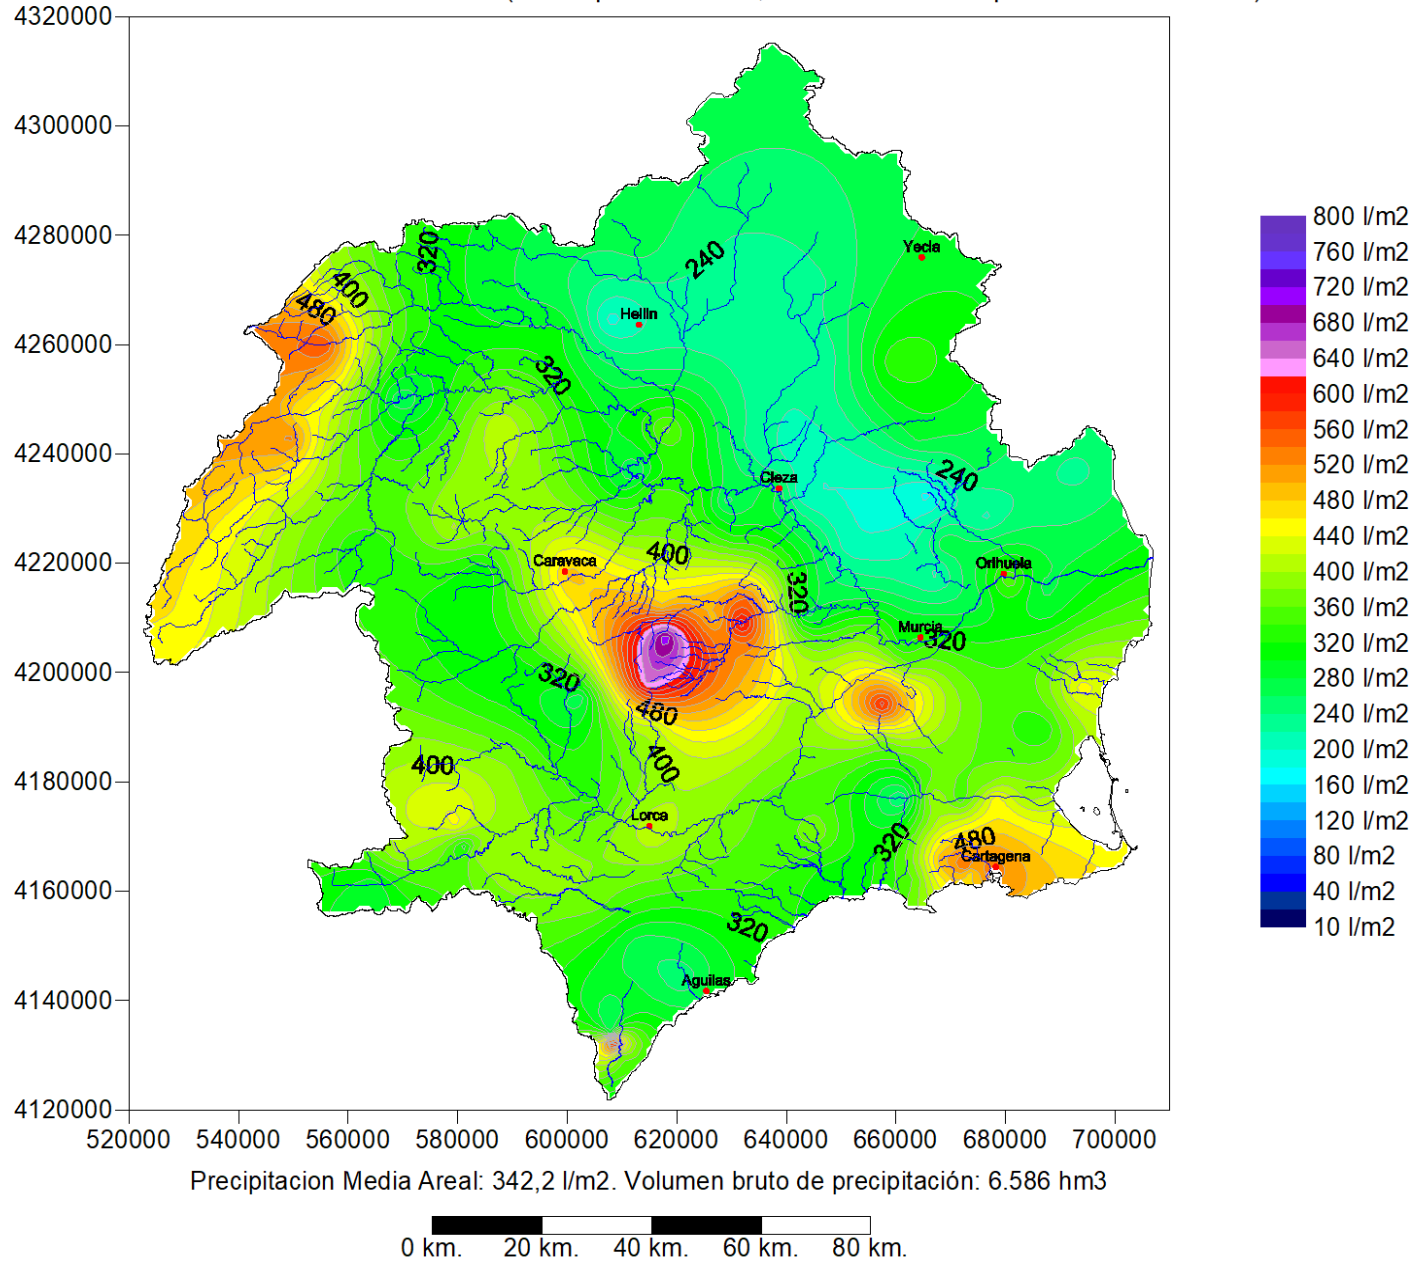 4320000
4300000
4280000
4260000
4240000
4220000
4200000
4180000
4160000
4140000
4120000
520000 540000 560000 580000 600000 620000 640000 660000 680000 700000
320
400
480
240
Yecla
Hellin
320
240
Cieza
400
Caravaca
Orihuela
320
Murcia
320
320
480
400
400
Lorca
320
480
Cartagena
320
Aguilas
800 l/m2
760 l/m2
720 l/m2
680 l/m2
640 l/m2
600 l/m2
560 l/m2
520 l/m2
480 l/m2
440 l/m2
400 l/m2
360 l/m2
320 l/m2
280 l/m2
240 l/m2
200 l/m2
160 l/m2
120 l/m2
80 l/m2
40 l/m2
10 l/m2
Precipitacion Media Areal: 342,2 l/m2. Volumen bruto de precipitación: 6.586 hm3
0 km. 20 km. 40 km. 60 km. 80 km.